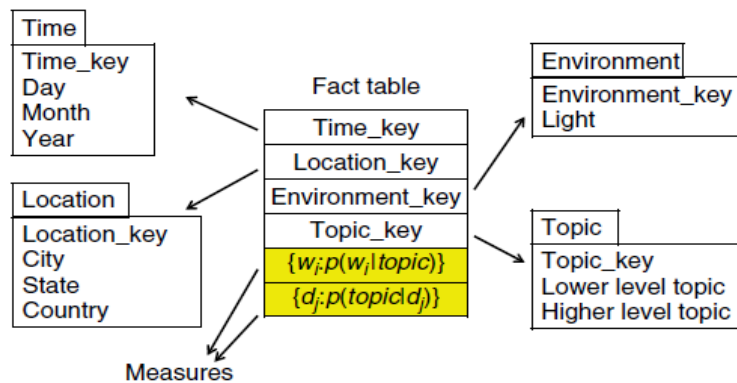 Time
Time_key
Day
Month
Year
Location
Location_key
City
State
Country
Fact table
Time_key
Location_key
Environment_key
Topic_key
{wᵢ:p(wᵢ|topic)}
{dⱼ:p(topic|dⱼ)}
Measures
Environment
Environment_key
Light
Topic
Topic_key
Lower level topic
Higher level topic